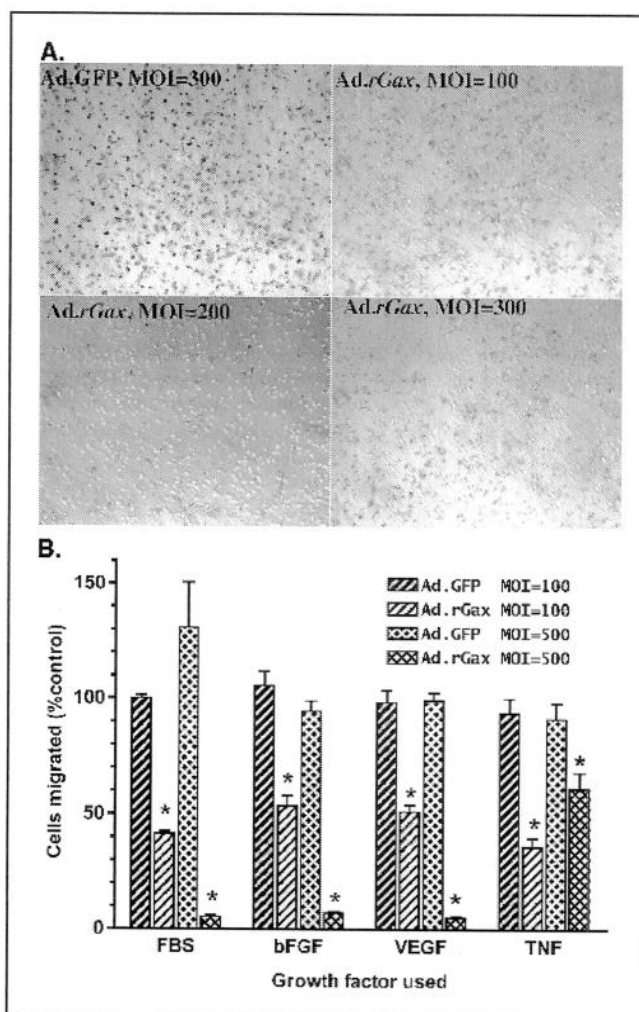 A.
Ad.GFP, MOI=300
Ad.rGax, MOI=100
Ad.rGax, MOI=200
Ad.rGax, MOI=300
B.
150
100
50
0
Cells migrated (%control)
Ad.GFP MOI=100
Ad.rGax MOI=100
Ad.GFP MOI=500
Ad.rGax MOI=500
* * * * * * * *
FBS bFGF VEGF TNF
Growth factor used